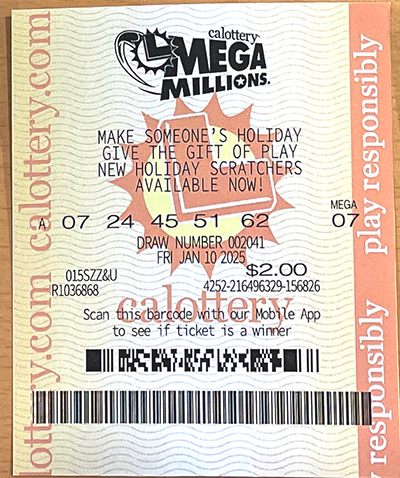 calottery
MEGA
MILLIONS.
MAKE SOMEONE'S HOLIDAY
GIVE THE GIFT OF PLAY
NEW HOLIDAY SCRATCHERS
AVAILABLE NOW!
MEGA
A 07 24 45 51 62 07
DRAW NUMBER 002041
FRI JAN 10 2025
$2.00
015SZZ&U
R1036868 4252-216496329-156826
calottery
Scan this barcode with our Mobile App
to see if ticket is a winner
lottery.com calottery.com
play responsibly
responsibly